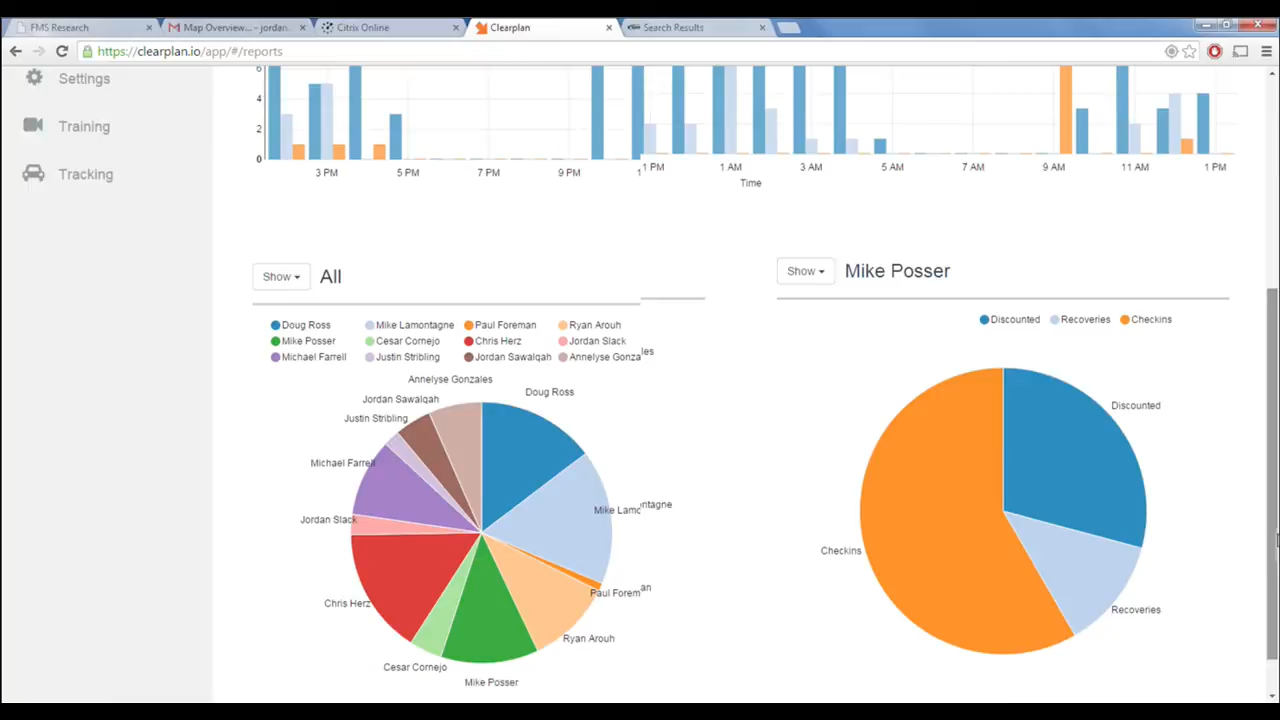 FMS Research
Map Overview... - jordan.
Citrix Online
Clearplan
Search Results
https://clearplan.io/app/#/reports
Settings
Training
Tracking
6
4
2
0
3 PM
5 PM
7 PM
9 PM
1
1 PM
1 AM
3 AM
5 AM
7 AM
9 AM
11 AM
1 PM
Time
Show
All
Doug Ross
Mike Lamontagne
Paul Foreman
Ryan Arouh
Mike Posser
Cesar Cornejo
Chris Herz
Jordan Slack
Michael Farrell
Justin Stribling
Jordan Sawalqah
Annelyse Gonza
les
Annelyse Gonzales
Doug Ross
Jordan Sawalqah
Justin Stribling
Michael Farrell
Mike Lamontagne
Jordan Slack
Paul Foreman
Chris Herz
Ryan Arouh
Cesar Cornejo
Mike Posser
Show
Mike Posser
Discounted
Recoveries
Checkins
Discounted
Checkins
Recoveries